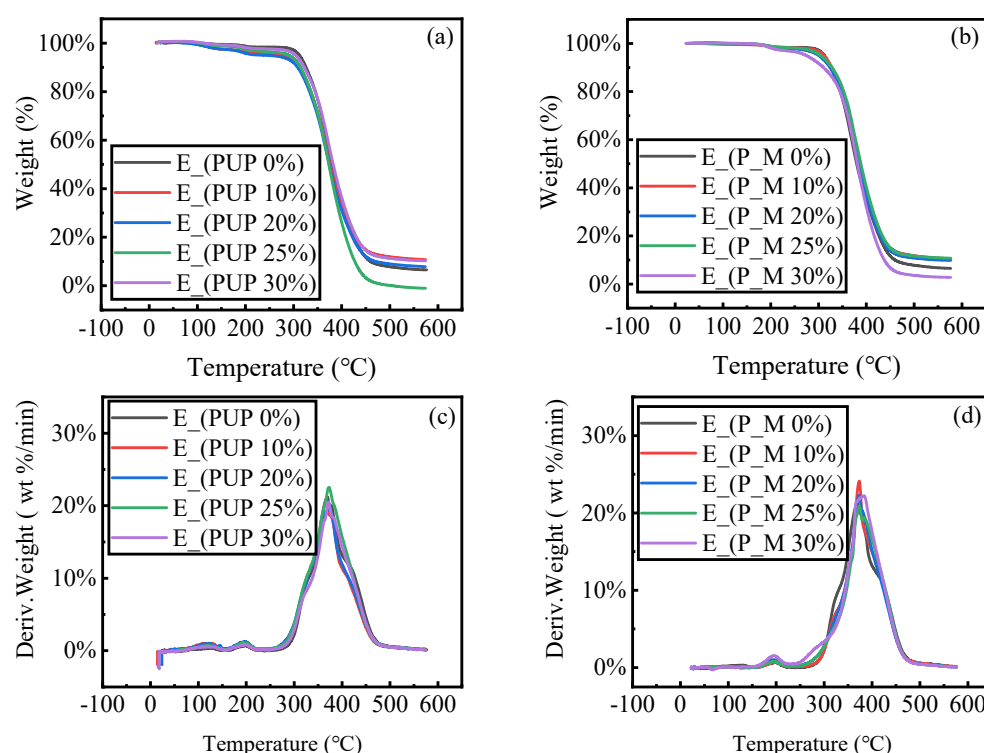 (a)
100%
80%
60%
40%
20%
0%
Weight (%)
E_(PUP 0%)
E_(PUP 10%)
E_(PUP 20%)
E_(PUP 25%)
E_(PUP 30%)
-100 0 100 200 300 400 500 600
Temperature (℃)
(b)
100%
80%
60%
40%
20%
0%
Weight (%)
E_(P_M 0%)
E_(P_M 10%)
E_(P_M 20%)
E_(P_M 25%)
E_(P_M 30%)
-100 0 100 200 300 400 500 600
Temperature (℃)
(c)
30%
20%
10%
0%
Deriv.Weight ( wt %/min)
E_(PUP 0%)
E_(PUP 10%)
E_(PUP 20%)
E_(PUP 25%)
E_(PUP 30%)
-100 0 100 200 300 400 500 600
Temperature (℃)
(d)
30%
20%
10%
0%
Deriv.Weight ( wt %/min)
E_(P_M 0%)
E_(P_M 10%)
E_(P_M 20%)
E_(P_M 25%)
E_(P_M 30%)
-100 0 100 200 300 400 500 600
Temperature (℃)